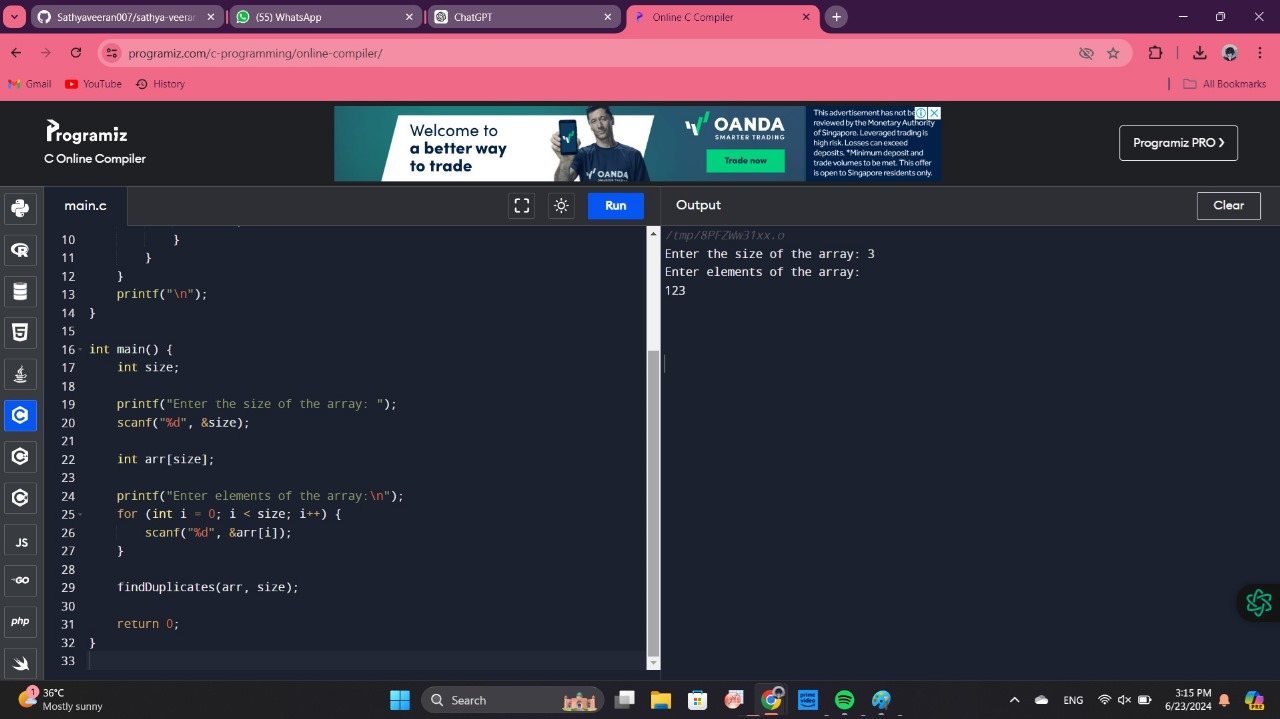 Sathyaveeran007/sathya-veeran
(55) WhatsApp
ChatGPT
Online C Compiler
programiz.com/c-programming/online-compiler/
Gmail
YouTube
History
All Bookmarks
Programiz
C Online Compiler
Welcome to
a better way
to trade
OANDA
OANDA
SMARTER TRADING
Trade now
This advertisement has not be
reviewed by the Monetary Authority
of Singapore. Leveraged trading is
high risk. Losses can exceed
deposits. *Minimum deposit and
trade volumes to be met. This offer
is open to Singapore residents only.
Programiz PRO
main.c
Run
Output
Clear
10 }
11 }
12 }
13 printf("\n");
14 }
15
16 int main() {
17 int size;
18
19 printf("Enter the size of the array: ");
20 scanf("%d", &size);
21
22 int arr[size];
23
24 printf("Enter elements of the array:\n");
25 for (int i = 0; i < size; i++) {
26 scanf("%d", &arr[i]);
27 }
28
29 findDuplicates(arr, size);
30
31 return 0;
32 }
33
/tmp/8PFZWw31xx.o
Enter the size of the array: 3
Enter elements of the array:
123
JS
GO
php
1
36°C
Mostly sunny
Search
prime video
ENG
3:15 PM
6/23/2024